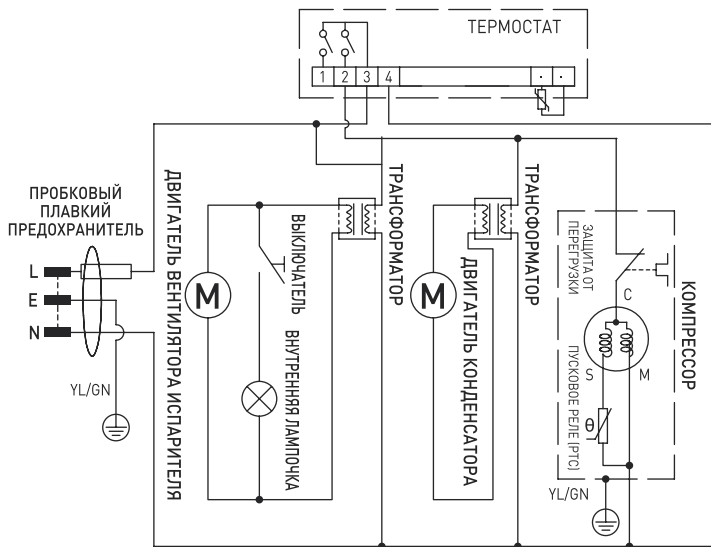 ТЕРМОСТАТ
1 2 3 4
ПРОБКОВЫЙ
ПЛАВКИЙ
ПРЕДОХРАНИТЕЛЬ
L
E
N
YL/GN
ДВИГАТЕЛЬ ВЕНТИЛЯТОРА ИСПАРИТЕЛЯ
M
ВЫКЛЮЧАТЕЛЬ
ВНУТРЕННЯЯ ЛАМПОЧКА
ТРАНСФОРМАТОР
M
ДВИГАТЕЛЬ КОНДЕНСАТОРА
ТРАНСФОРМАТОР
ЗАЩИТА ОТ
ПЕРЕГРУЗКИ
C
S
M
θ
ПУСКОВОЕ РЕЛЕ (PTC)
КОМПРЕССОР
YL/GN